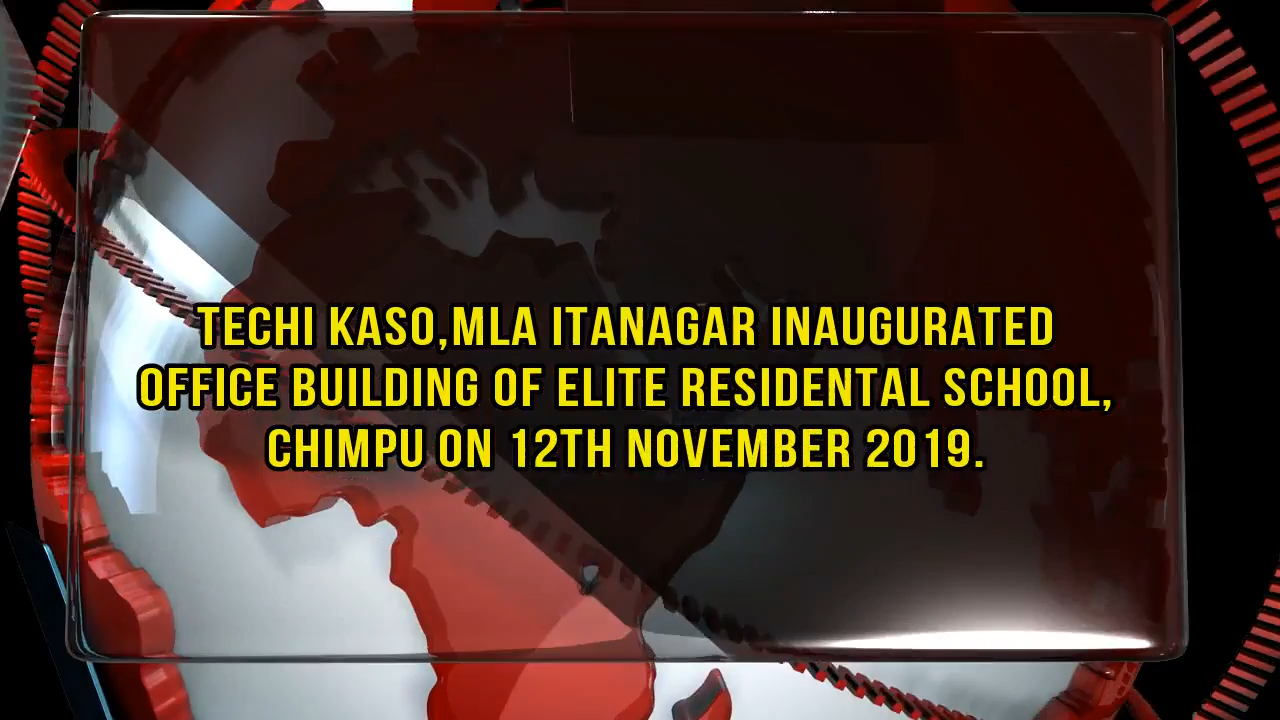 TECHI KASO,MLA ITANAGAR INAUGURATED
OFFICE BUILDING OF ELITE RESIDENTAL SCHOOL,
CHIMPU ON 12TH NOVEMBER 2019.